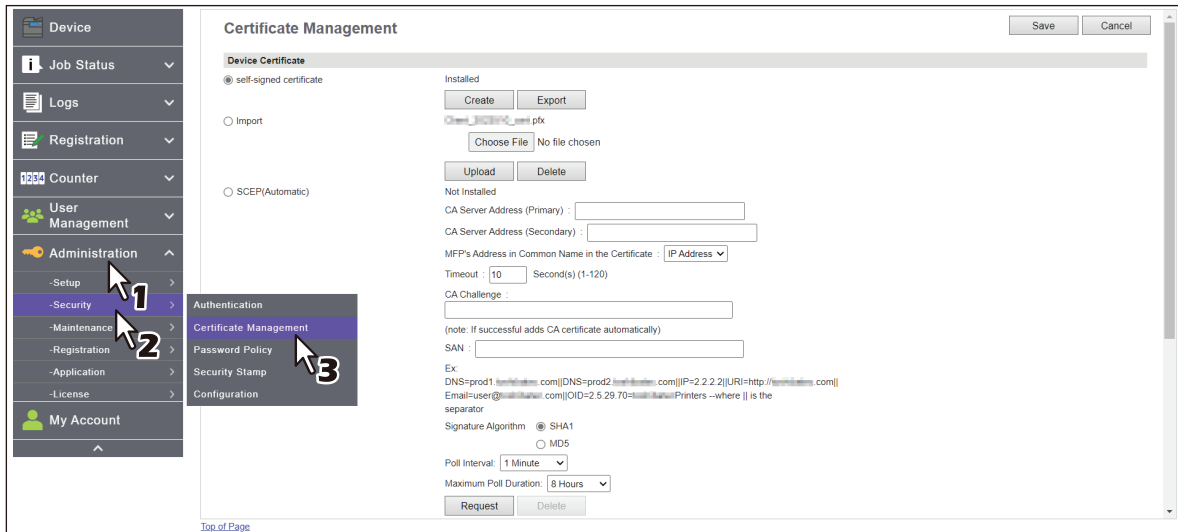 Device
Job Status
Logs
Registration
1234 Counter
User
Management
Administration
-Setup
-Security
-Maintenance
-Registration
-Application
-License
My Account
1
2
3
Authentication
Certificate Management
Password Policy
Security Stamp
Configuration
Certificate Management
Save Cancel
Device Certificate
self-signed certificate Installed
Create Export
Import .pfx
Choose File No file chosen
Upload Delete
SCEP(Automatic) Not Installed
CA Server Address (Primary) :
CA Server Address (Secondary) :
MFP's Address in Common Name in the Certificate : IP Address
Timeout : 10 Second(s) (1-120)
CA Challenge :
(note: If successful adds CA certificate automatically)
SAN :
Ex:
DNS=prod1. .com||DNS=prod2. .com||IP=2.2.2.2||URI=http:// .com||
Email=user@ .com||OID=2.5.29.70= Printers --where || is the
separator
Signature Algorithm SHA1
MD5
Poll Interval: 1 Minute
Maximum Poll Duration: 8 Hours
Request Delete
Top of Page